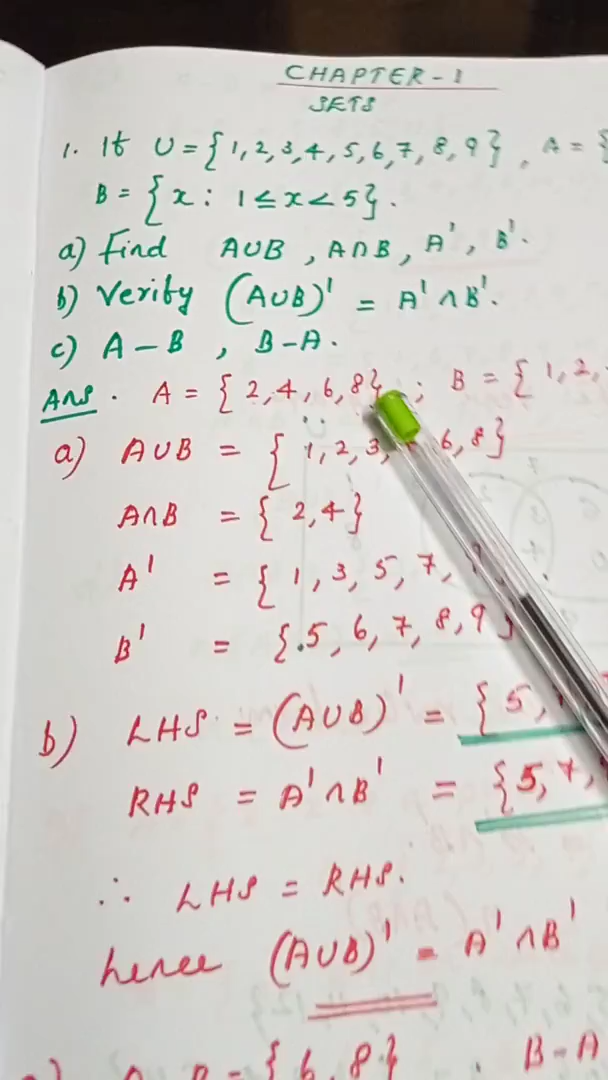 CHAPTER-1
SETS
1. If U={1,2,3,4,5,6,7,8,9}, A={
B={x: 1≤x<5}.
a) Find A∪B, A∩B, A', B'.
b) Verify (A∪B)' = A'∩B'.
c) A-B, B-A.
Ans. A={2,4,6,8}; B={1,2,
a) A∪B = {1,2,3, 6,8}
A∩B = {2,4}
A' = {1,3,5,7,
B' = {5,6,7,8,9}
b) LHS = (A∪B)' = {5,
RHS = A'∩B' = {5,7,
∴ LHS = RHS.
hence (A∪B)' = A'∩B'
= {6,8} . B-A